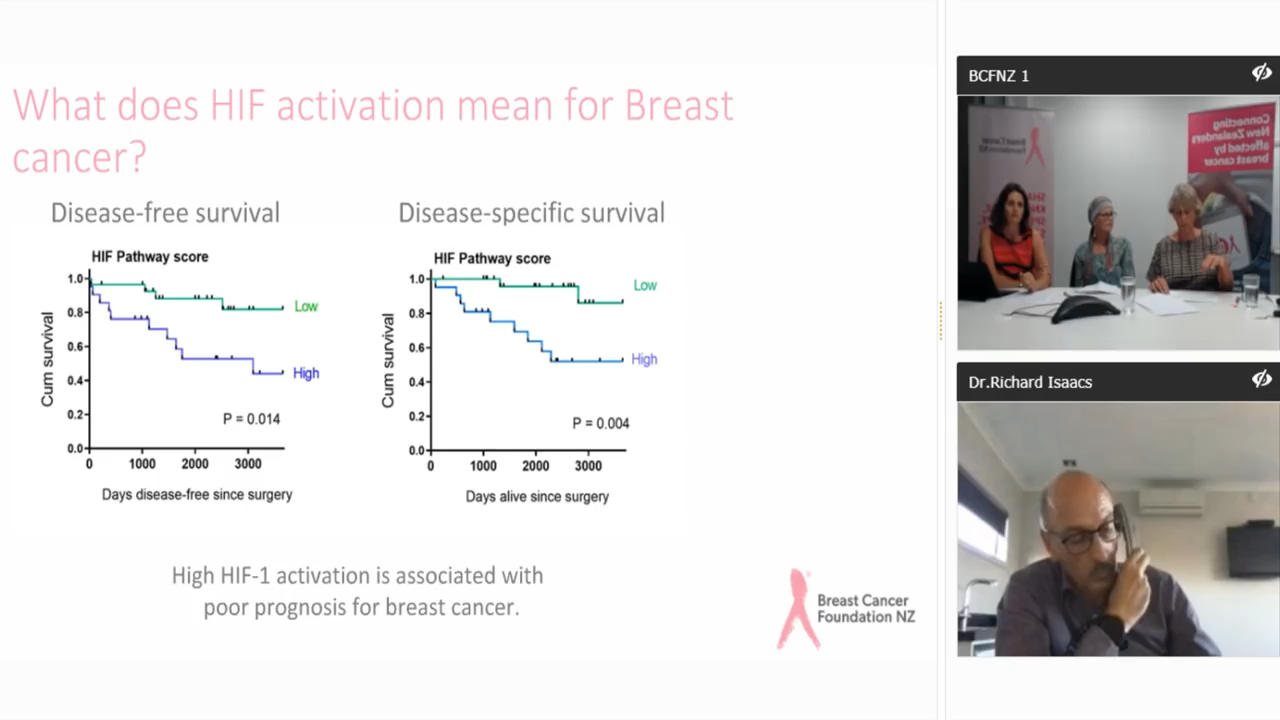 What does HIF activation mean for Breast
cancer?
Disease-free survival
HIF Pathway score
1.0
0.8
0.6
0.4
0.2
0.0
Cum survival
Low
High
P = 0.014
0
1000
2000
3000
Days disease-free since surgery
Disease-specific survival
HIF Pathway score
1.0
0.8
0.6
0.4
0.2
0.0
Cum survival
Low
High
P = 0.004
0
1000
2000
3000
Days alive since surgery
High HIF-1 activation is associated with
poor prognosis for breast cancer.
Breast Cancer
Foundation NZ
BCFNZ 1
Breast Cancer
Foundation NZ
Connecting
New Zealanders
affected by
breast cancer
Dr.Richard Isaacs